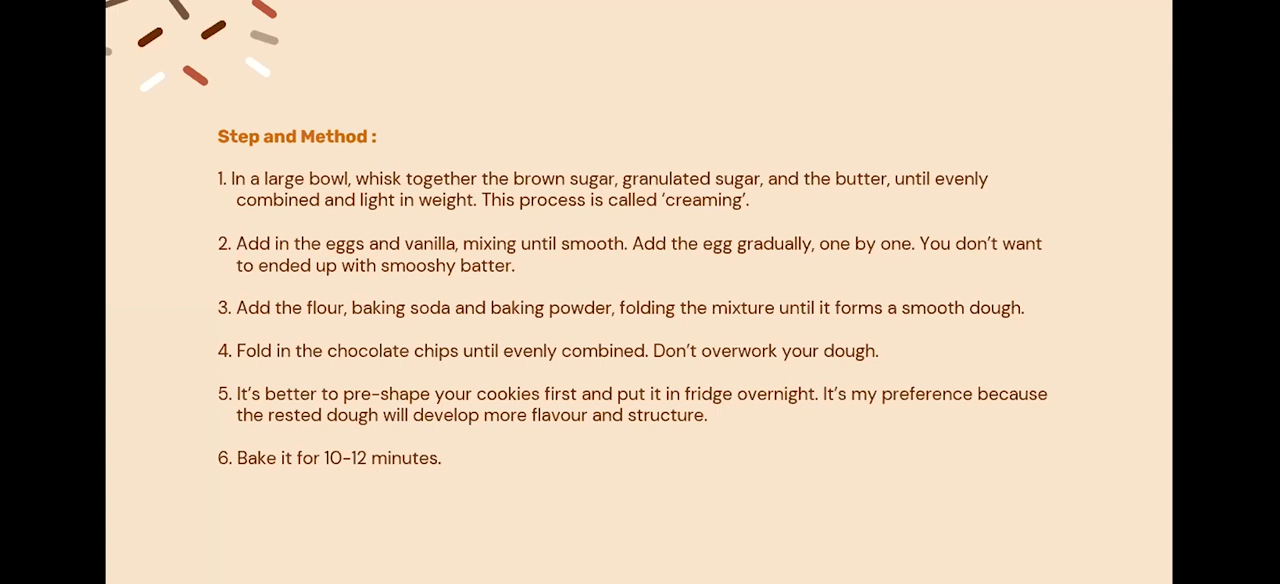 Step and Method :
1. In a large bowl, whisk together the brown sugar, granulated sugar, and the butter, until evenly
combined and light in weight. This process is called ‘creaming’.
2. Add in the eggs and vanilla, mixing until smooth. Add the egg gradually, one by one. You don’t want
to ended up with smooshy batter.
3. Add the flour, baking soda and baking powder, folding the mixture until it forms a smooth dough.
4. Fold in the chocolate chips until evenly combined. Don’t overwork your dough.
5. It’s better to pre-shape your cookies first and put it in fridge overnight. It’s my preference because
the rested dough will develop more flavour and structure.
6. Bake it for 10-12 minutes.